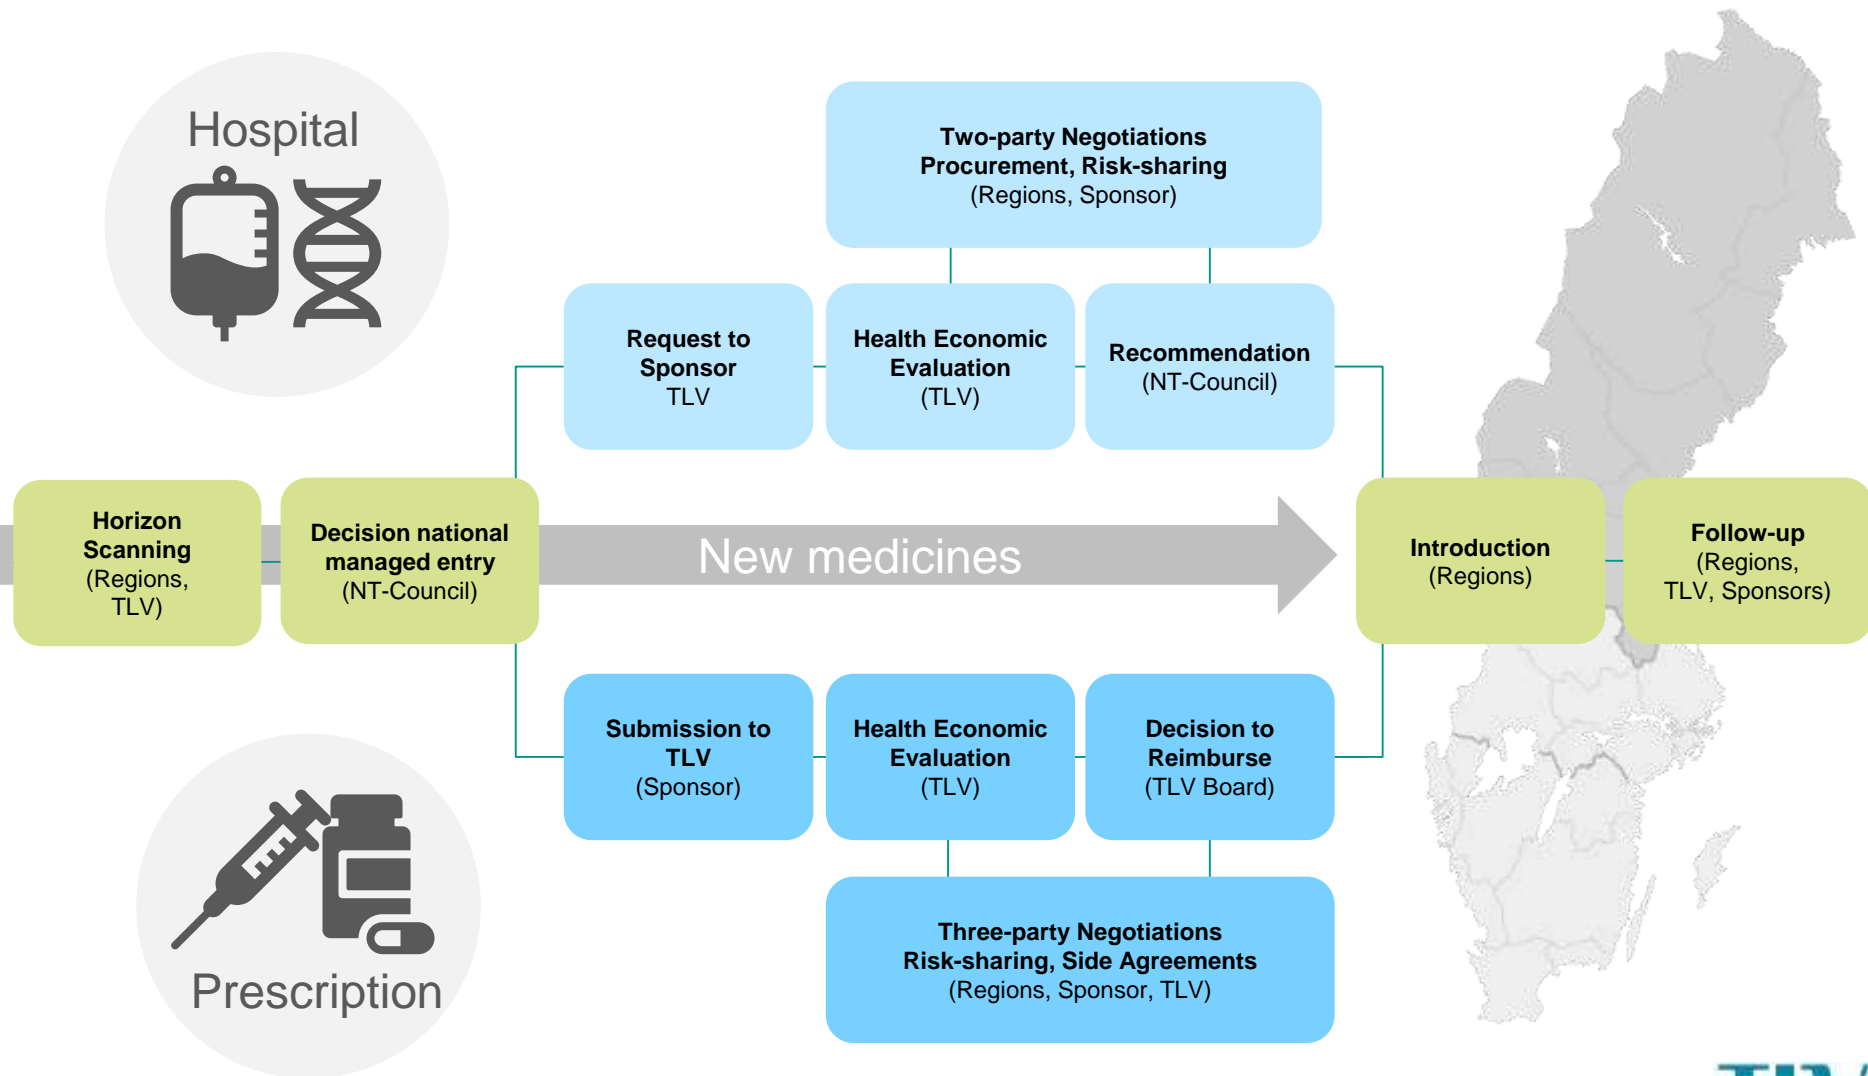 Hospital
Two-party Negotiations
Procurement, Risk-sharing
(Regions, Sponsor)
Request to
Sponsor
TLV
Health Economic
Evaluation
(TLV)
Recommendation
(NT-Council)
Horizon
Scanning
(Regions,
TLV)
Decision national
managed entry
(NT-Council)
New medicines
Introduction
(Regions)
Follow-up
(Regions,
TLV, Sponsors)
Submission to
TLV
(Sponsor)
Health Economic
Evaluation
(TLV)
Decision to
Reimburse
(TLV Board)
Three-party Negotiations
Risk-sharing, Side Agreements
(Regions, Sponsor, TLV)
Prescription